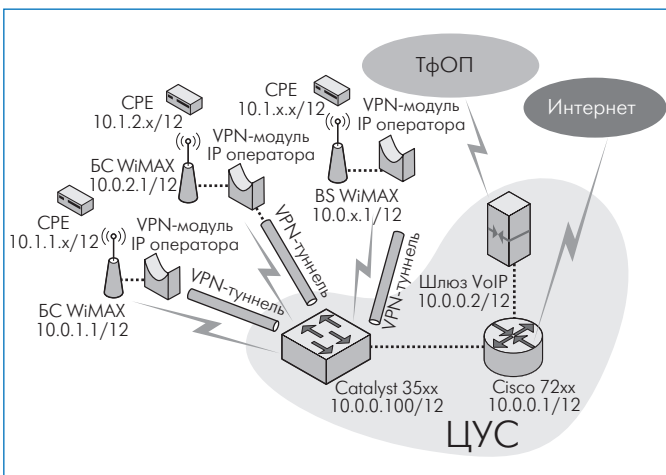 ТфОП
Интернет
CPE
10.1.2.x/12
CPE
10.1.x.x/12
VPN-модуль
IP оператора
VPN-модуль
IP оператора
БС WiMAX
10.0.2.1/12
BS WiMAX
10.0.x.1/12
CPE
10.1.1.x/12
VPN-модуль
IP оператора
БС WiMAX
10.0.1.1/12
VPN-туннель
VPN-туннель
VPN-туннель
Шлюз VoIP
10.0.0.2/12
Catalyst 35xx
10.0.0.100/12
Cisco 72xx
10.0.0.1/12
ЦУС